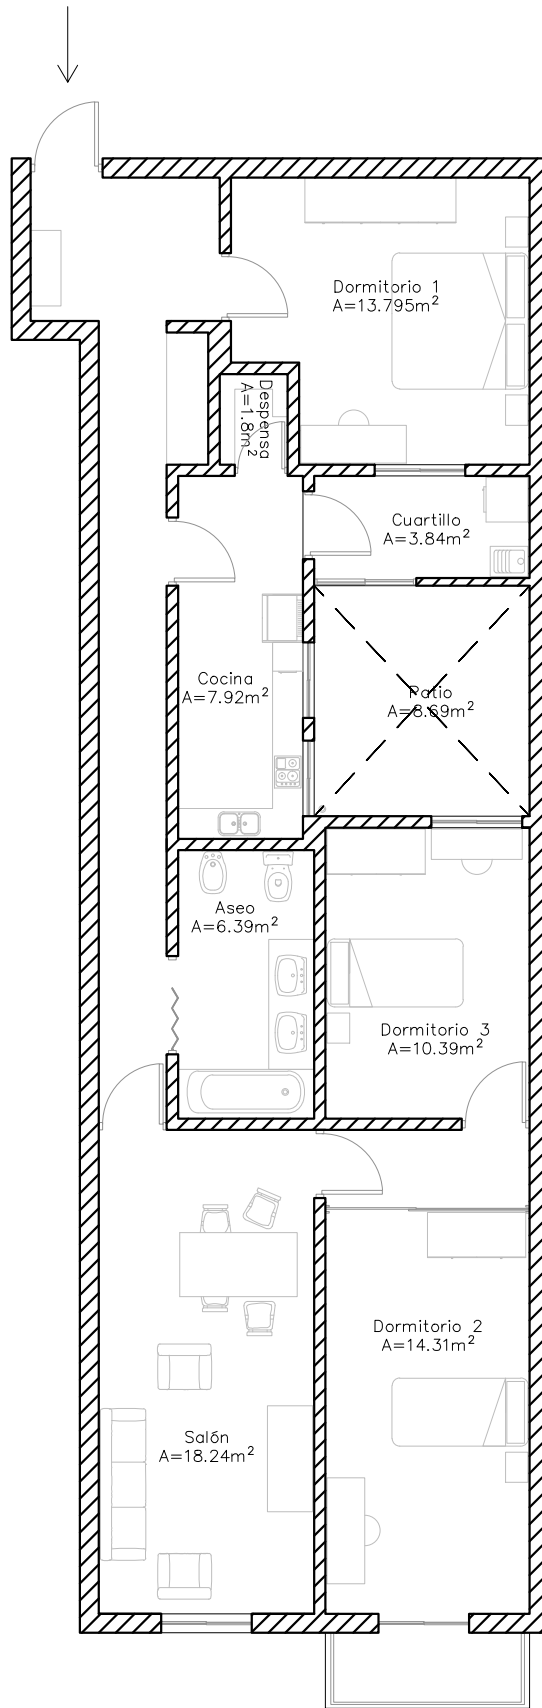 Dormitorio 1
A=13.795m²
Despensa
A=1.8m²
Cuartillo
A=3.84m²
Cocina
A=7.92m²
Patio
A=8.69m²
Aseo
A=6.39m²
Dormitorio 3
A=10.39m²
Dormitorio 2
A=14.31m²
Salón
A=18.24m²